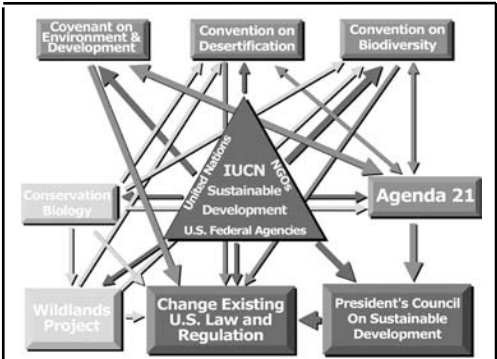 Covenant on
Environment &
Development
Convention on
Desertification
Convention on
Biodiversity
United Nations
NGOs
IUCN
Sustainable
Development
U.S. Federal Agencies
Conservation
Biology
Agenda 21
Wildlands
Project
Change Existing
U.S. Law and
Regulation
President's Council
On Sustainable
Development